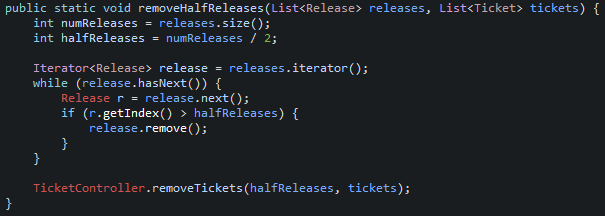 public static void removeHalfReleases(List<Release> releases, List<Ticket> tickets) {
    int numReleases = releases.size();
    int halfReleases = numReleases / 2;

    Iterator<Release> release = releases.iterator();
    while (release.hasNext()) {
        Release r = release.next();
        if (r.getIndex() > halfReleases) {
            release.remove();
        }
    }

    TicketController.removeTickets(halfReleases, tickets);
}